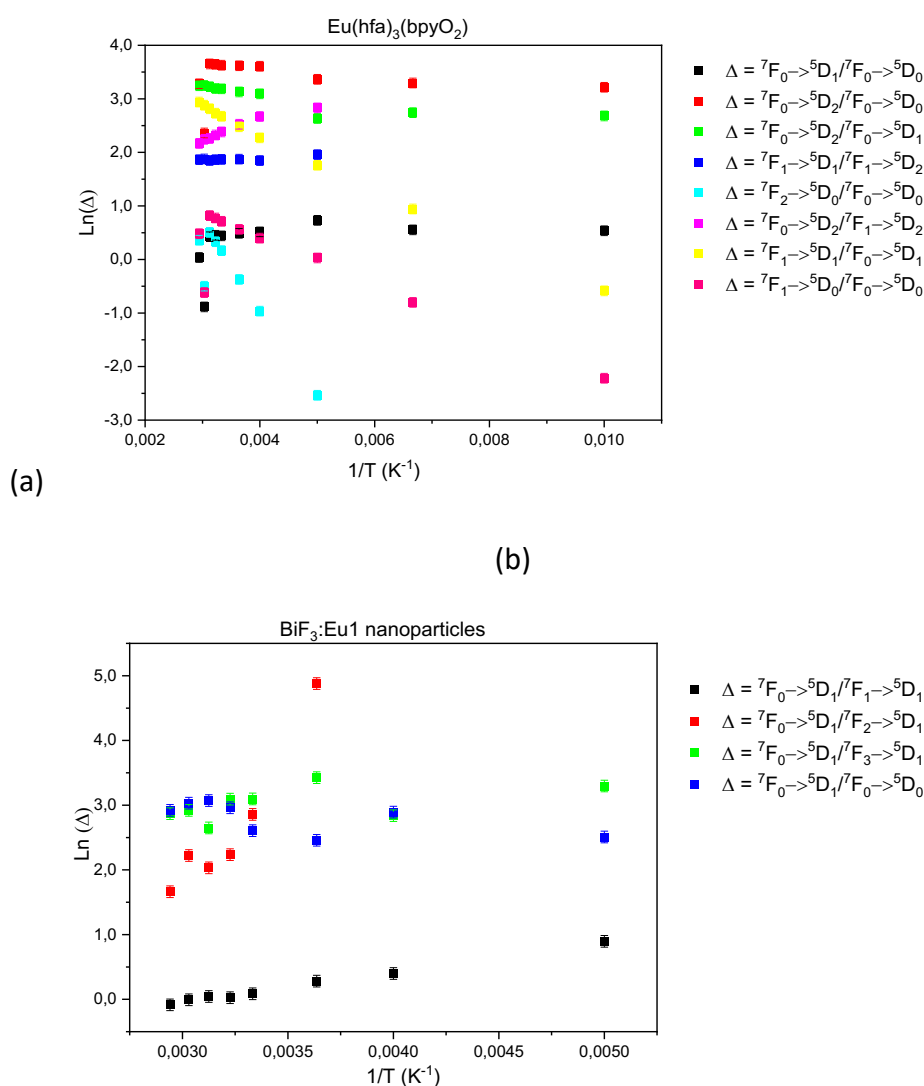 Eu(hfa)₃(bpyO₂)
4,0
3,0
2,0
1,0
0,0
-1,0
-2,0
-3,0
Ln(Δ)
0,002 0,004 0,006 0,008 0,010
1/T (K⁻¹)
Δ = ⁷F₀–>⁵D₁/⁷F₀–>⁵D₀
Δ = ⁷F₀–>⁵D₂/⁷F₀–>⁵D₀
Δ = ⁷F₀–>⁵D₂/⁷F₀–>⁵D₁
Δ = ⁷F₁–>⁵D₁/⁷F₁–>⁵D₂
Δ = ⁷F₂–>⁵D₀/⁷F₀–>⁵D₀
Δ = ⁷F₀–>⁵D₂/⁷F₁–>⁵D₂
Δ = ⁷F₁–>⁵D₁/⁷F₀–>⁵D₁
Δ = ⁷F₁–>⁵D₀/⁷F₀–>⁵D₀
(a)
(b)
BiF₃:Eu1 nanoparticles
5,0
4,0
3,0
2,0
1,0
0,0
Ln (Δ)
0,0030 0,0035 0,0040 0,0045 0,0050
1/T (K⁻¹)
Δ = ⁷F₀–>⁵D₁/⁷F₁–>⁵D₁
Δ = ⁷F₀–>⁵D₁/⁷F₂–>⁵D₁
Δ = ⁷F₀–>⁵D₁/⁷F₃–>⁵D₁
Δ = ⁷F₀–>⁵D₁/⁷F₀–>⁵D₀